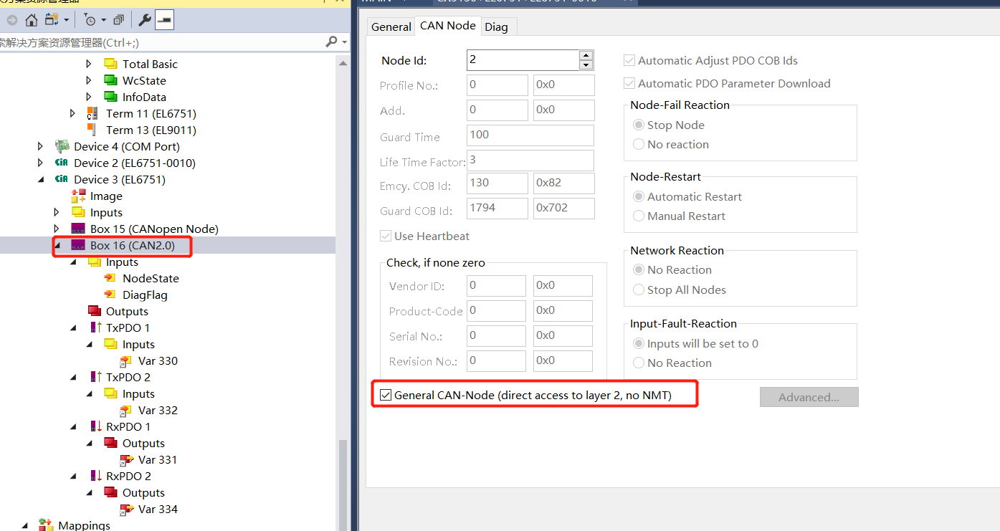 General
CAN Node
Diag
索解决方案资源管理器(Ctrl+;)
Total Basic
WcState
InfoData
Term 11 (EL6751)
Term 13 (EL9011)
Device 4 (COM Port)
CiA Device 2 (EL6751-0010)
CiA Device 3 (EL6751)
Image
Inputs
Box 15 (CANopen Node)
Box 16 (CAN2.0)
Inputs
NodeState
DiagFlag
Outputs
TxPDO 1
Inputs
Var 330
TxPDO 2
Inputs
Var 332
RxPDO 1
Outputs
Var 331
RxPDO 2
Outputs
Var 334
Mappings
Node Id: 2
Profile No.: 0 0x0
Add. 0 0x0
Guard Time 100
Life Time Factor: 3
Emcy. COB Id: 130 0x82
Guard COB Id: 1794 0x702
Use Heartbeat
Check, if none zero
Vendor ID: 0 0x0
Product-Code 0 0x0
Serial No.: 0 0x0
Revision No.: 0 0x0
General CAN-Node (direct access to layer 2, no NMT)
Automatic Adjust PDO COB Ids
Automatic PDO Parameter Download
Node-Fail Reaction
Stop Node
No reaction
Node-Restart
Automatic Restart
Manual Restart
Network Reaction
No Reaction
Stop All Nodes
Input-Fault-Reaction
Inputs will be set to 0
No Reaction
Advanced...